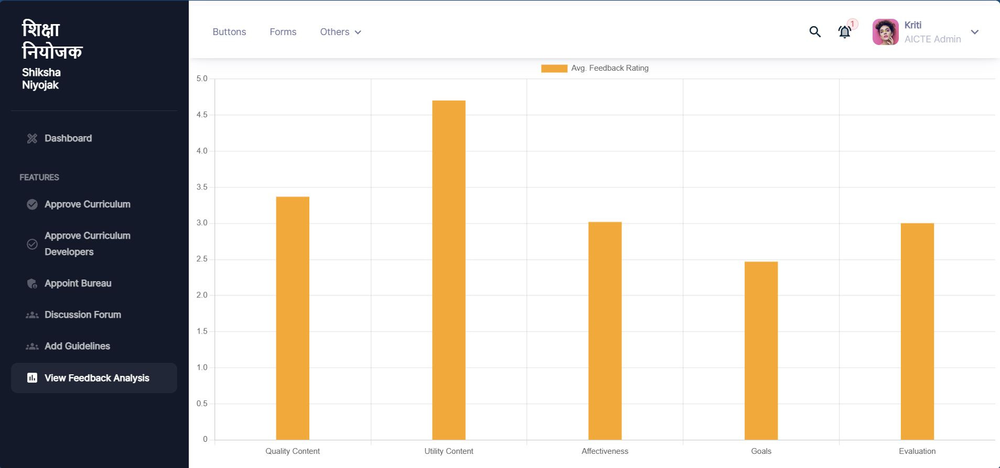 शिक्षा
नियोजक
Shiksha
Niyojak
Dashboard
FEATURES
Approve Curriculum
Approve Curriculum
Developers
Appoint Bureau
Discussion Forum
Add Guidelines
View Feedback Analysis
Buttons Forms Others
1
Kriti
AICTE Admin
Avg. Feedback Rating
5.0
4.5
4.0
3.5
3.0
2.5
2.0
1.5
1.0
0.5
0
Quality Content Utility Content Affectiveness Goals Evaluation